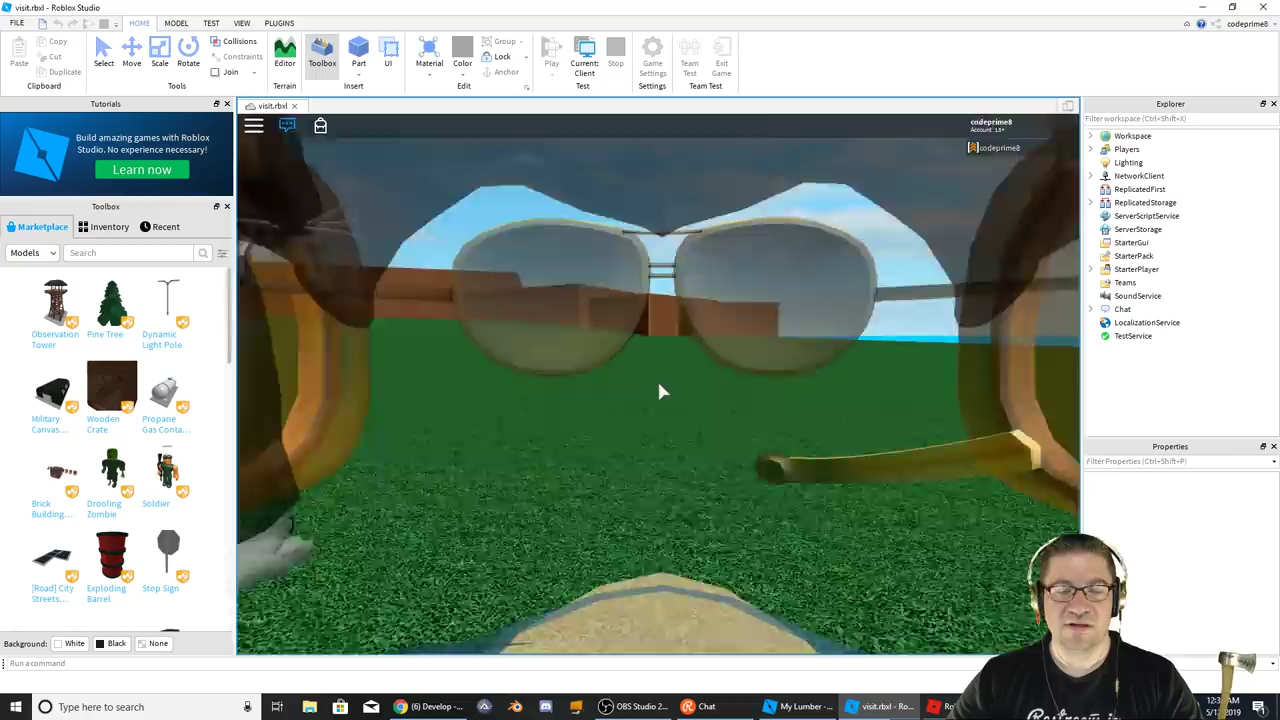 visit.rbxl - Roblox Studio
FILE
HOME
MODEL
TEST
VIEW
PLUGINS
codeprime8
Paste
Copy
Cut
Duplicate
Clipboard
Select
Move
Scale
Rotate
Collisions
Constraints
Join
Tools
Editor
Terrain
Toolbox
Part
UI
Insert
Material
Color
Group
Lock
Anchor
Edit
Play
Current:
Client
Stop
Test
Game
Settings
Settings
Team
Test
Exit
Game
Team Test
Tutorials
Build amazing games with Roblox
Studio. No experience necessary!
Learn now
Toolbox
Marketplace
Inventory
Recent
Models
Search
Observation
Tower
Pine Tree
Dynamic
Light Pole
Military
Canvas...
Wooden
Crate
Propane
Gas Conta...
Brick
Building...
Drooling
Zombie
Soldier
[Road] City
Streets...
Exploding
Barrel
Stop Sign
Background:
White
Black
None
Run a command
visit.rbxl
codeprime8
Account: 13+
codeprime8
Explorer
Filter workspace (Ctrl+Shift+X)
Workspace
Players
Lighting
NetworkClient
ReplicatedFirst
ReplicatedStorage
ServerScriptService
ServerStorage
StarterGui
StarterPack
StarterPlayer
Teams
SoundService
Chat
LocalizationService
TestService
Properties
Filter Properties (Ctrl+Shift+P)
Type here to search
(6) Develop - ...
OBS Studio 2...
Chat
My Lumber - ...
visit.rbxl - Ro...